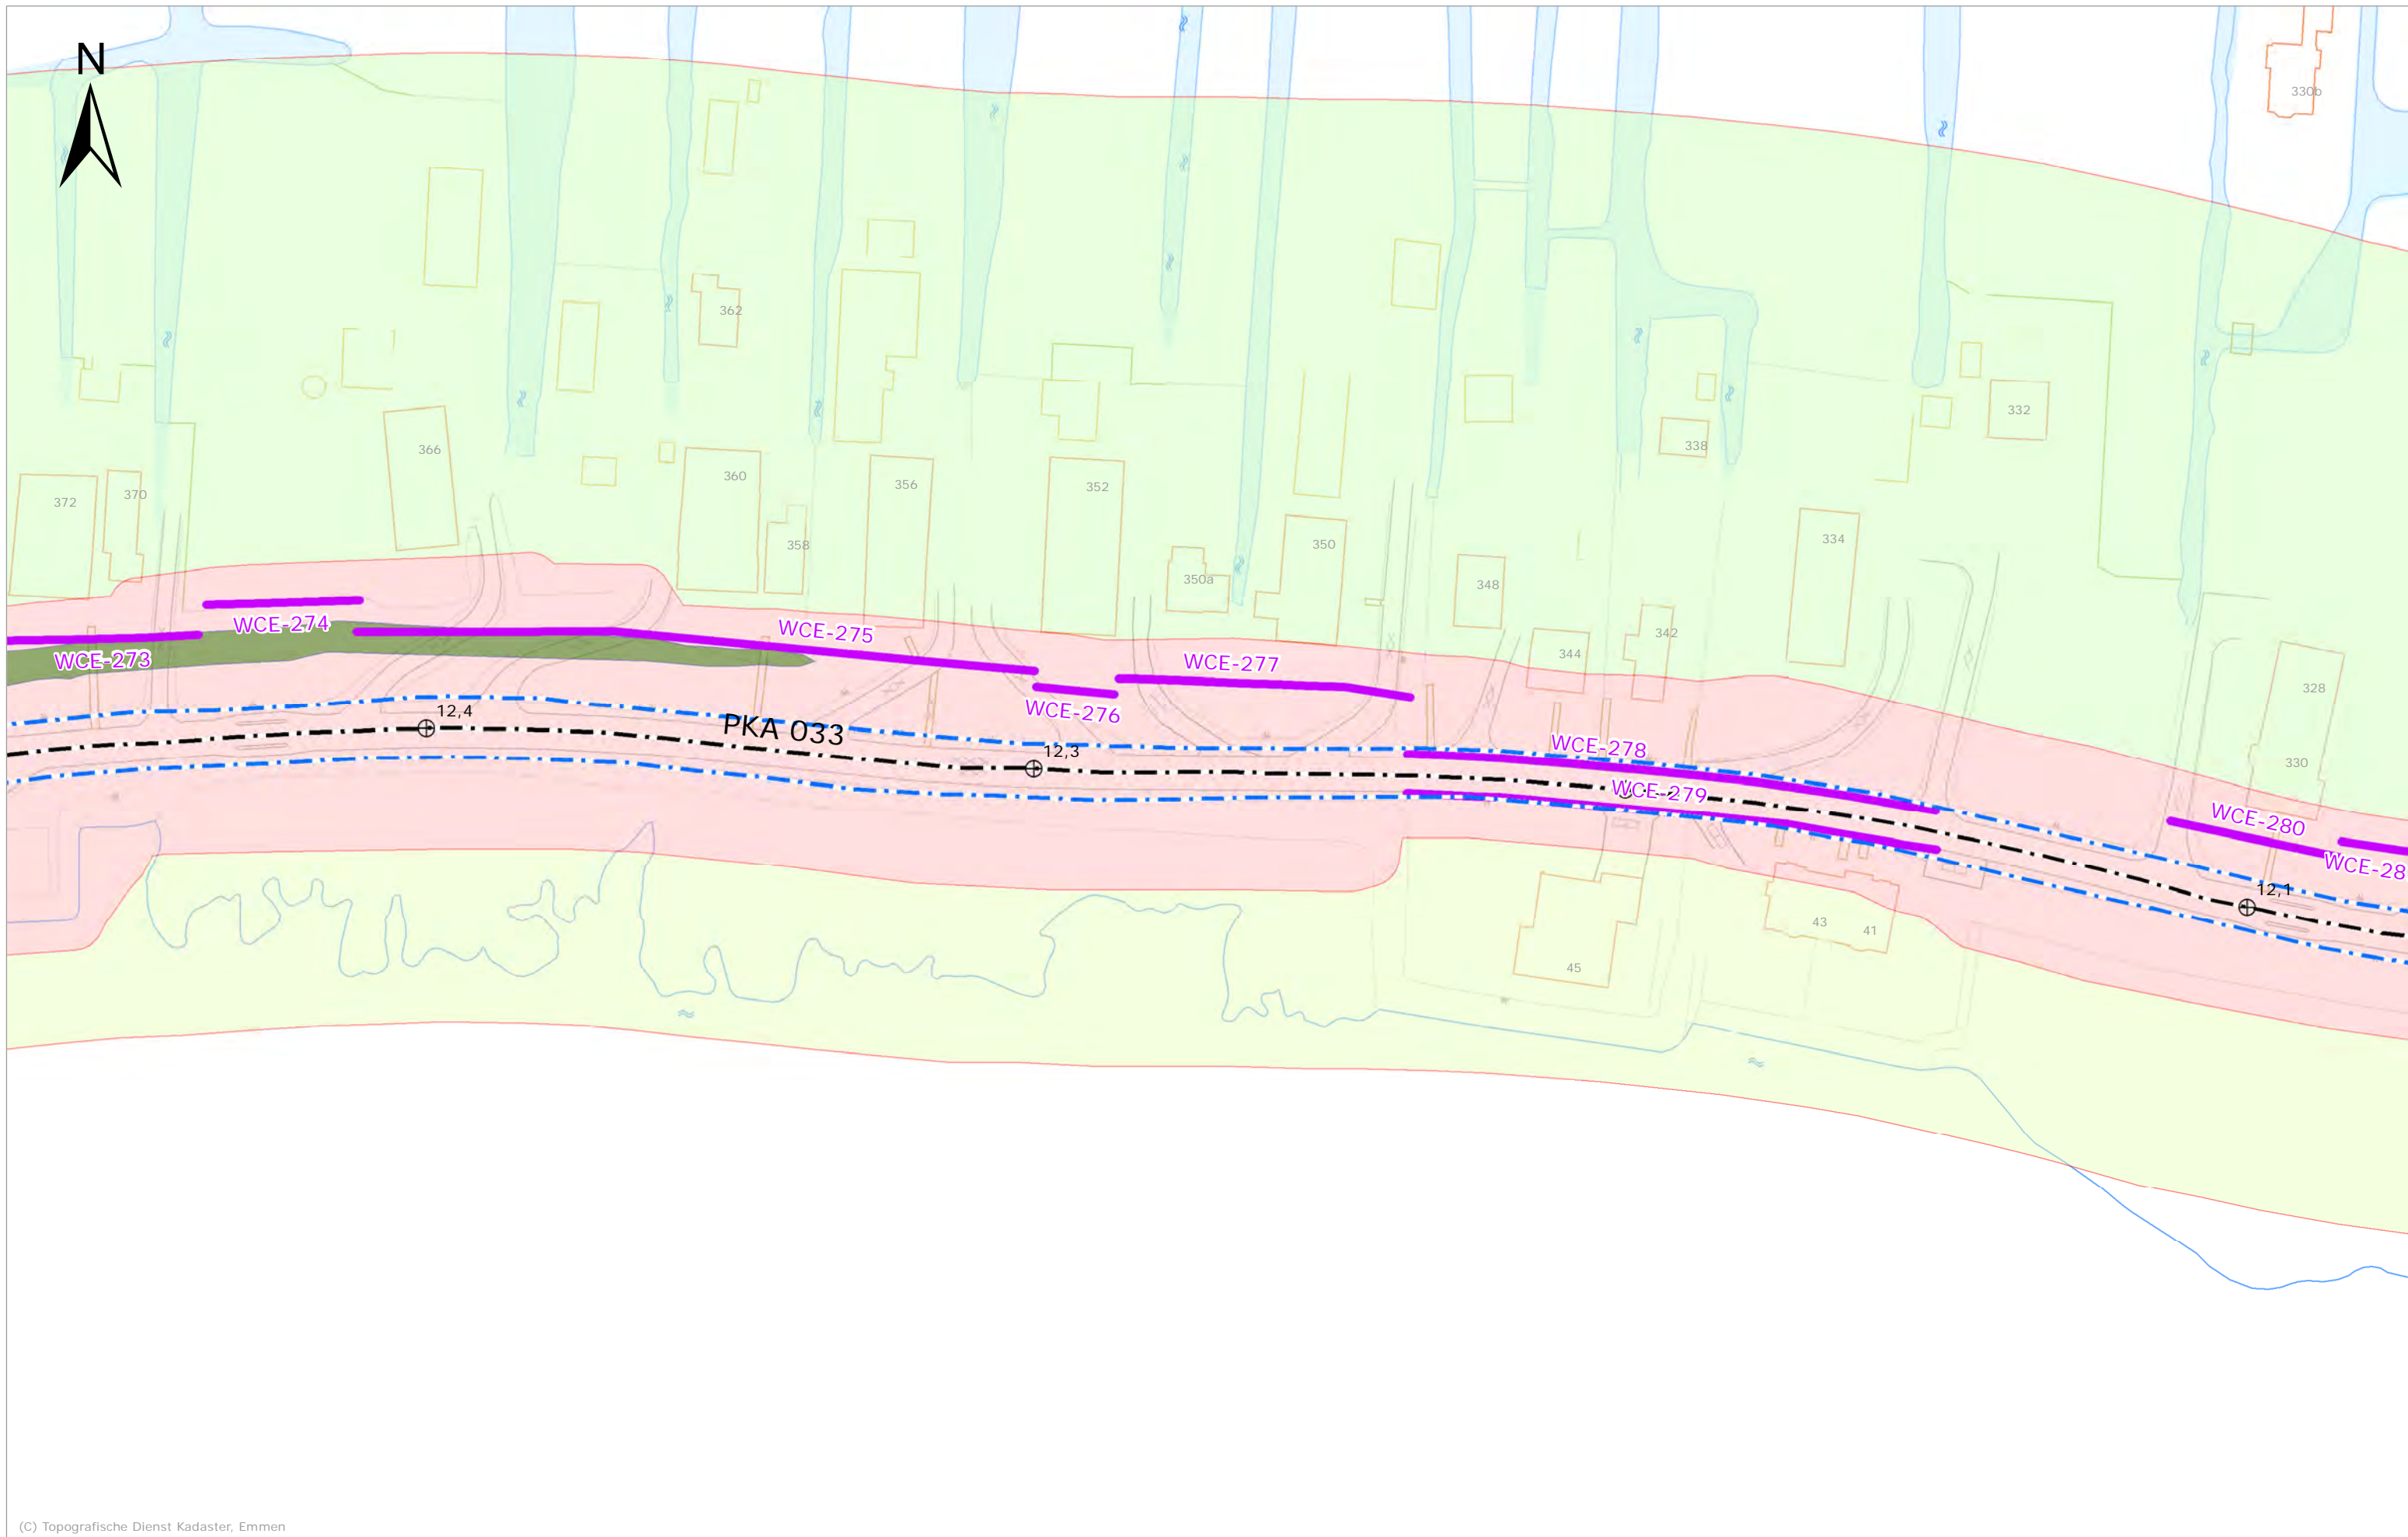 N
330b
362
332
338
366
360
356
352
372
370
334
358
350
350a
348
342
344
WCE-274
WCE-275
WCE-273
WCE-277
328
12,4
WCE-276
PKA 033
12,3
WCE-278
330
WCE-279
WCE-280
WCE-28
12,1
43
41
45
(C) Topografische Dienst Kadaster, Emmen